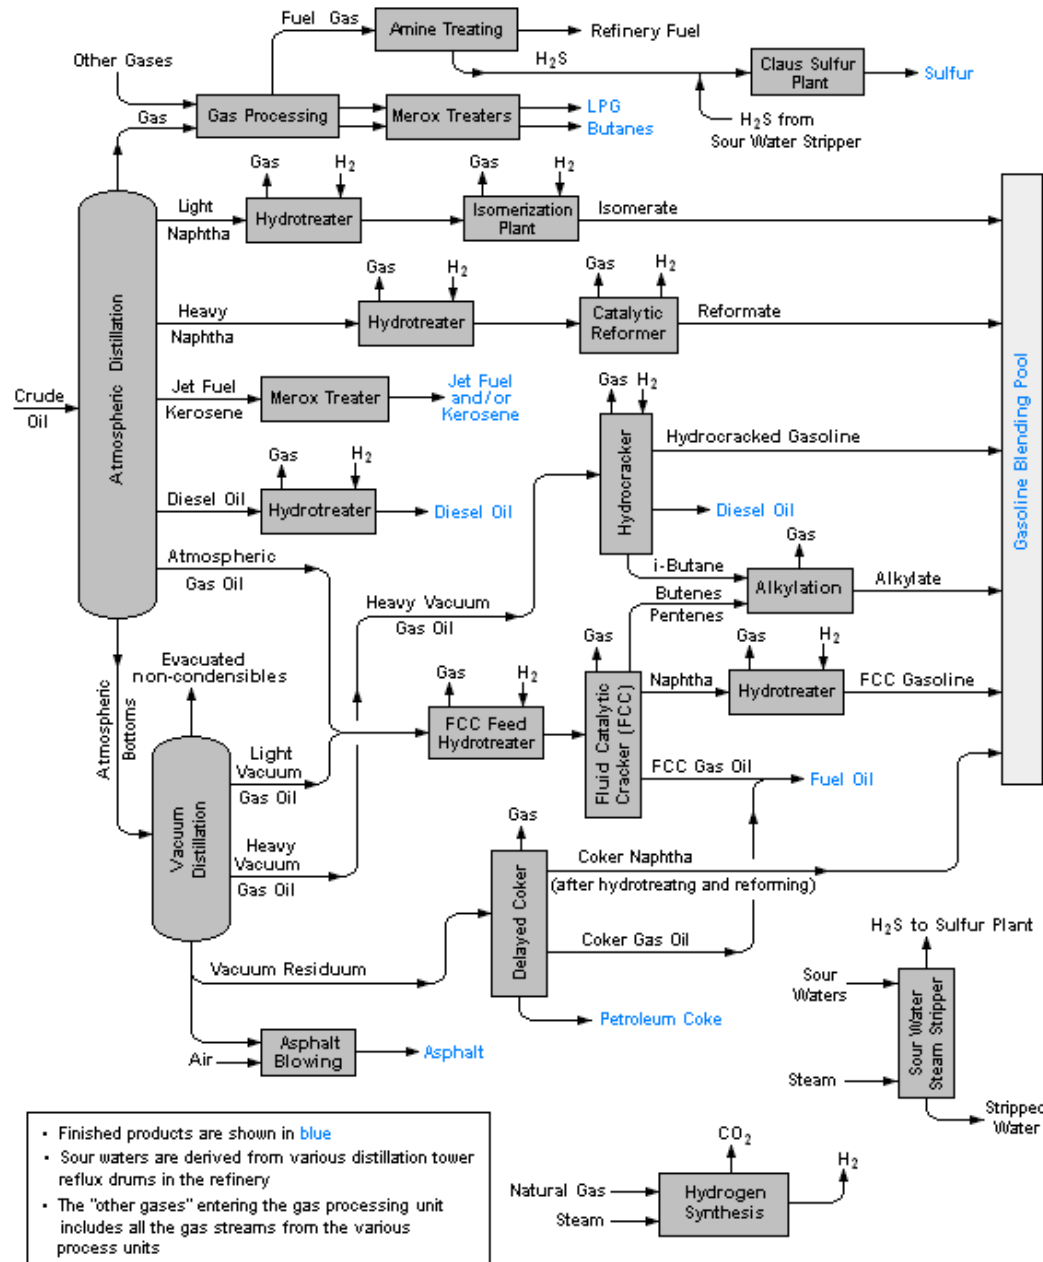 Fuel Gas
Amine Treating
Refinery Fuel
Other Gases
H₂S
Claus Sulfur
Plant
Sulfur
Gas
Gas Processing
Merox Treaters
LPG
Butanes
H₂S from
Sour Water Stripper
Gas
H₂
Gas
H₂
Light
Naphtha
Hydrotreater
Isomerization
Plant
Isomerate
Gas
H₂
Gas
H₂
Heavy
Naphtha
Hydrotreater
Catalytic
Reformer
Reformate
Atmospheric Distillation
Gasoline Blending Pool
Crude
Oil
Jet Fuel
Kerosene
Merox Treater
Jet Fuel
and/or
Kerosene
Gas
H₂
Hydrocracker
Hydrocracked Gasoline
Gas
H₂
Diesel Oil
Hydrotreater
Diesel Oil
Diesel Oil
Gas
Atmospheric
Gas Oil
i-Butane
Butenes
Pentenes
Alkylation
Alkylate
Heavy Vacuum
Gas Oil
Evacuated
non-condensibles
Gas
H₂
Gas
Gas
H₂
Atmospheric
Bottoms
FCC Feed
Hydrotreater
Fluid Catalytic
Cracker (FCC)
Naphtha
Hydrotreater
FCC Gasoline
Light
Vacuum
Gas Oil
FCC Gas Oil
Fuel Oil
Vacuum
Distillation
Heavy
Vacuum
Gas Oil
Gas
Delayed Coker
Coker Naphtha
(after hydrotreatng and reforming)
Coker Gas Oil
Vacuum Residuum
Petroleum Coke
H₂S to Sulfur Plant
Sour
Waters
Sour Water
Steam Stripper
Steam
Stripped
Water
Air
Asphalt
Blowing
Asphalt
• Finished products are shown in blue
• Sour waters are derived from various distillation tower
reflux drums in the refinery
• The "other gases" entering the gas processing unit
includes all the gas streams from the various
process units
CO₂
H₂
Natural Gas
Steam
Hydrogen
Synthesis